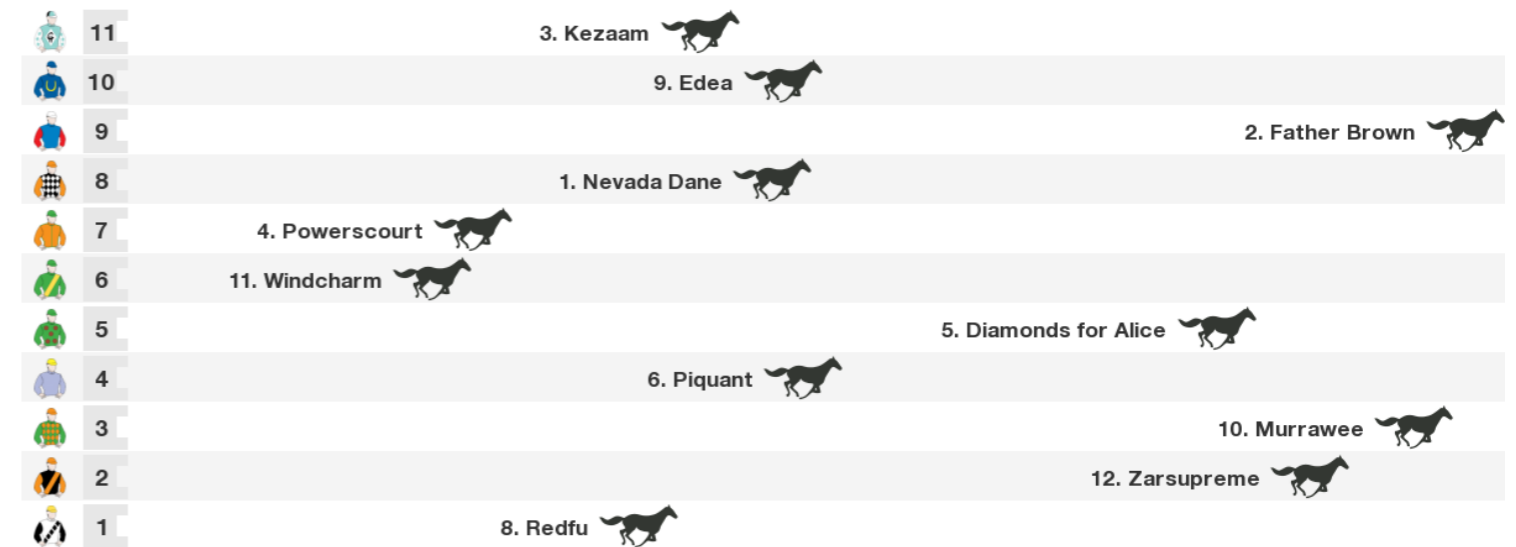 11 3. Kezaam
10 9. Edea
9 2. Father Brown
8 1. Nevada Dane
7 4. Powerscourt
6 11. Windcharm
5 5. Diamonds for Alice
4 6. Piquant
3 10. Murrawee
2 12. Zarsupreme
1 8. Redfu